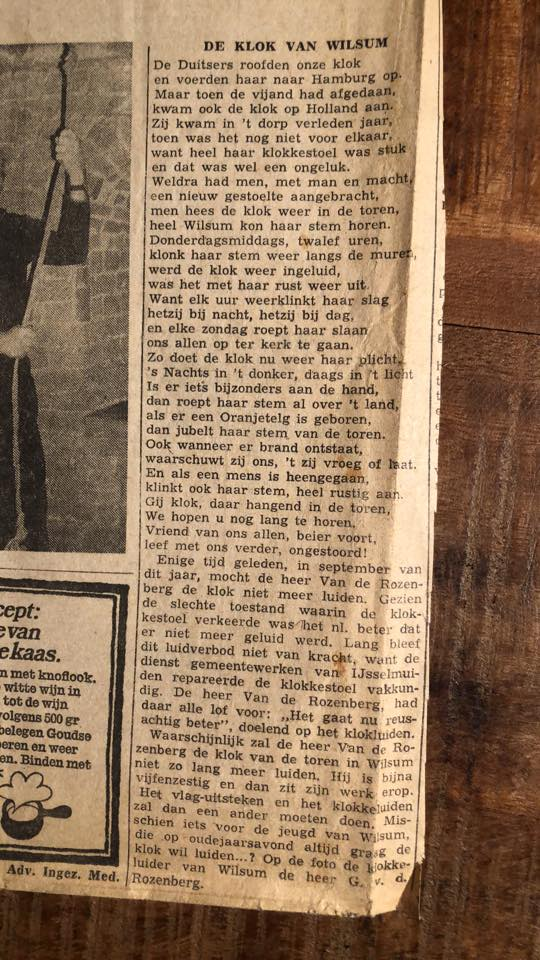 DE KLOK VAN WILSUM
De Duitsers roofden onze klok
en voerden haar naar Hamburg op.
Maar toen de vijand had afgedaan,
kwam ook de klok op Holland aan.
Zij kwam in 't dorp verleden jaar,
toen was het nog niet voor elkaar,
want heel haar klokkestoel was stuk
en dat was wel een ongeluk.
Weldra had men, met man en macht,
een nieuw gestoelte aangebracht,
men hees de klok weer in de toren,
heel Wilsum kon haar stem horen.
Donderdagsmiddags, twalef uren,
klonk haar stem weer langs de muren,
werd de klok weer ingeluid,
was het met haar rust weer uit.
Want elk uur weerklinkt haar slag
hetzij bij nacht, hetzij bij dag,
en elke zondag roept haar slaan
ons allen op ter kerk te gaan.
Zo doet de klok nu weer haar plicht,
's Nachts in 't donker, daags in 't licht
Is er iets bijzonders aan de hand,
dan roept haar stem al over 't land,
als er een Oranjetelg is geboren,
dan jubelt haar stem van de toren.
Ook wanneer er brand ontstaat,
waarschuwt zij ons, 't zij vroeg of laat.
En als een mens is heengegaan,
klinkt ook haar stem, heel rustig aan.
Gij klok, daar hangend in de toren,
We hopen u nog lang te horen,
Vriend van ons allen, beier voort,
leef met ons verder, ongestoord!
Enige tijd geleden, in september van
dit jaar, mocht de heer Van de Rozen-
berg de klok niet meer luiden. Gezien
de slechte toestand waarin de klok-
kestoel verkeerde was het nl. beter dat
er niet meer geluid werd. Lang bleef
dit luidverbod niet van kracht, want de
dienst gemeentewerken van IJsselmui-
den repareerde de klokkestoel vakkun-
dig. De heer Van de Rozenberg, had
daar alle lof voor: „Het gaat nu reus-
achtig beter", doelend op het klokluiden.
Waarschijnlijk zal de heer Van de Ro-
zenberg de klok van de toren in Wilsum
niet zo lang meer luiden. Hij is bijna
vijfenzestig en dan zit zijn werk erop.
Het vlag-uitsteken en het klokkeluiden
zal dan een ander moeten doen. Mis-
schien iets voor de jeugd van Wilsum,
die op oudejaarsavond altijd graag de
klok wil luiden...? Op de foto de klokke-
luider van Wilsum de heer G. v. d.
Rozenberg.
cept:
evan
ekaas.
n met knoflook.
witte wijn in
tot de wijn
volgens 500 gr
belegen Goudse
oeren en weer
en. Binden met
Adv. Ingez. Med.